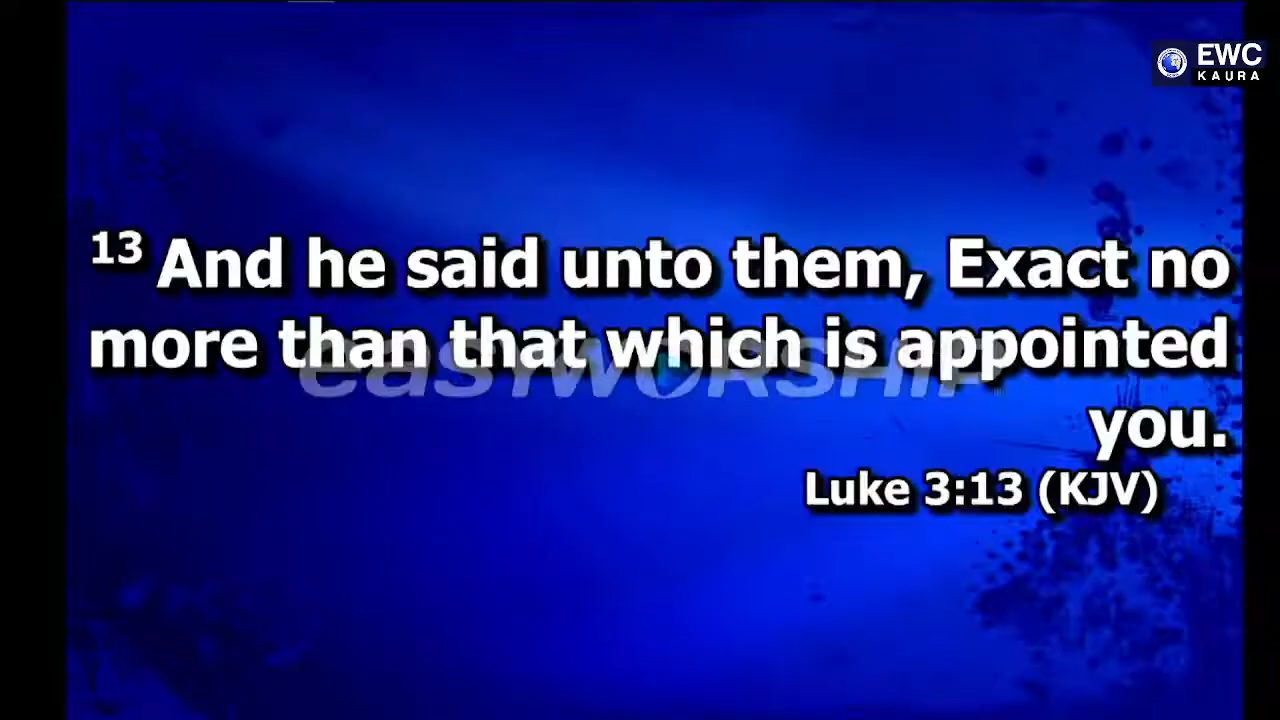 EWC
KAURA
13 And he said unto them, Exact no
more than that which is appointed
you.
easyWORSHIP
Luke 3:13 (KJV)